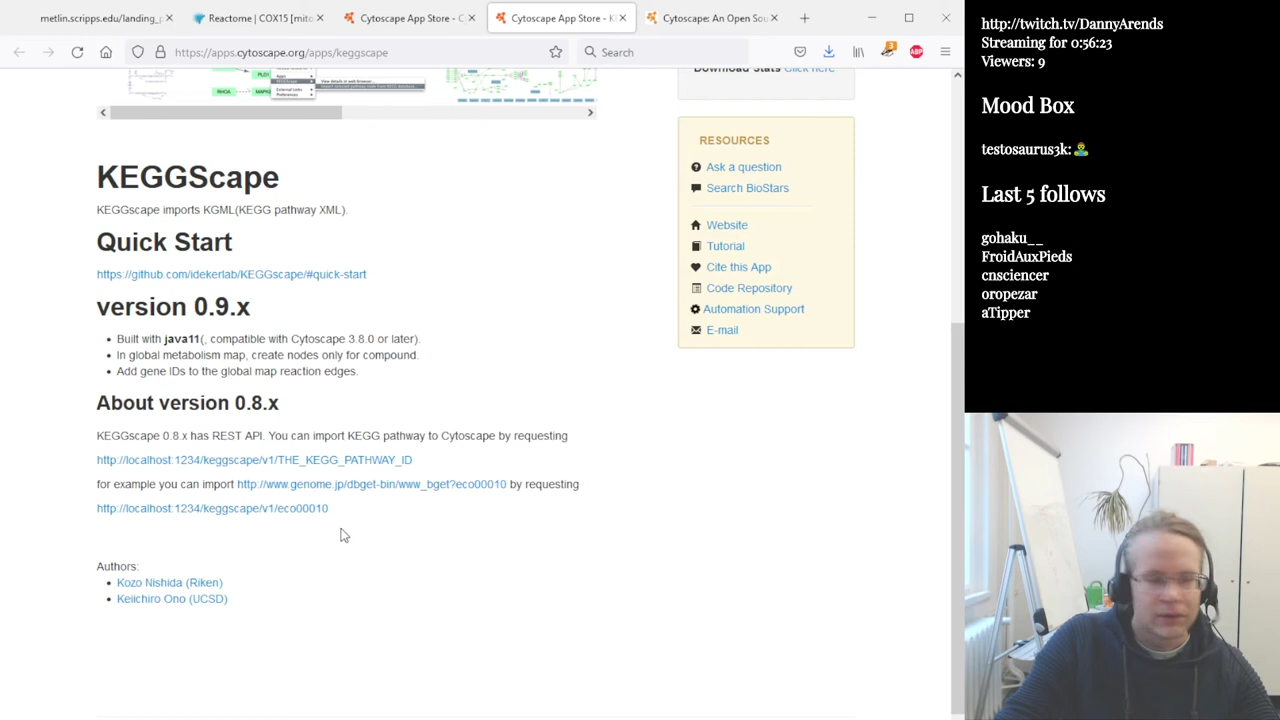 metlin.scripps.edu/landing_
Reactome | COX15 [mito
Cytoscape App Store - C
Cytoscape App Store - K
Cytoscape: An Open Sou
https://apps.cytoscape.org/apps/keggscape
Search
3
ABP
Download Stats Click here
RHOA
KEGGScape
KEGGscape imports KGML(KEGG pathway XML).
Quick Start
https://github.com/idekerlab/KEGGscape/#quick-start
version 0.9.x
Built with java11(, compatible with Cytoscape 3.8.0 or later).
In global metabolism map, create nodes only for compound.
Add gene IDs to the global map reaction edges.
About version 0.8.x
KEGGscape 0.8.x has REST API. You can import KEGG pathway to Cytoscape by requesting
http://localhost:1234/keggscape/v1/THE_KEGG_PATHWAY_ID
for example you can import http://www.genome.jp/dbget-bin/www_bget?eco00010 by requesting
http://localhost:1234/keggscape/v1/eco00010
Authors:
Kozo Nishida (Riken)
Keiichiro Ono (UCSD)
RESOURCES
Ask a question
Search BioStars
Website
Tutorial
Cite this App
Code Repository
Automation Support
E-mail
http://twitch.tv/DannyArends
Streaming for 0:56:23
Viewers: 9
Mood Box
testosaurus3k:
Last 5 follows
gohaku__
FroidAuxPieds
cnsciencer
oropezar
aTipper